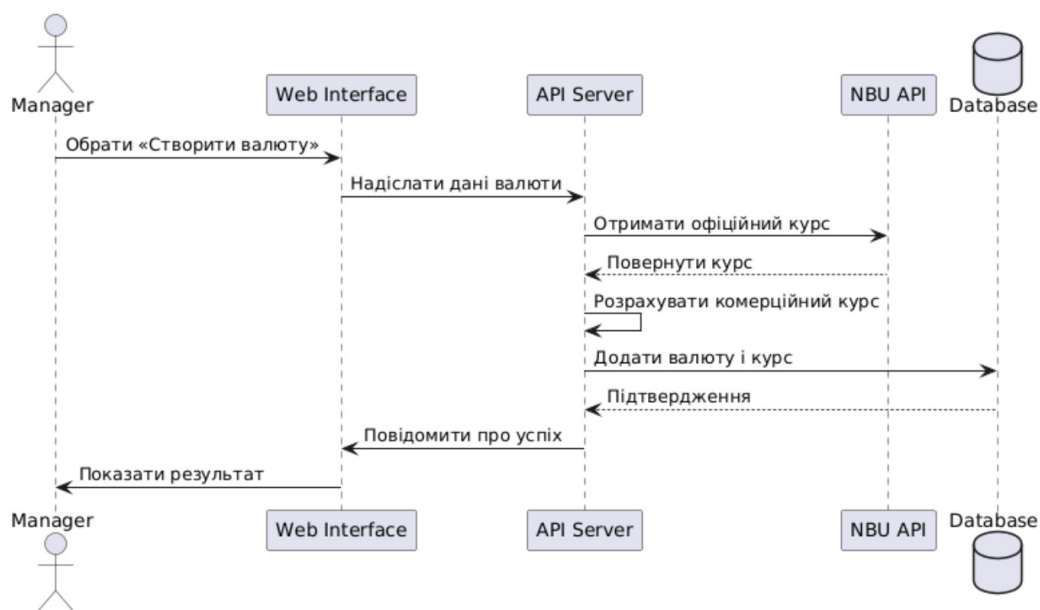 Manager
Web Interface
API Server
NBU API
Database
Обрати «Створити валюту»
Надіслати дані валюти
Отримати офіційний курс
Повернути курс
Розрахувати комерційний курс
Додати валюту і курс
Підтвердження
Повідомити про успіх
Показати результат
Manager
Web Interface
API Server
NBU API
Database